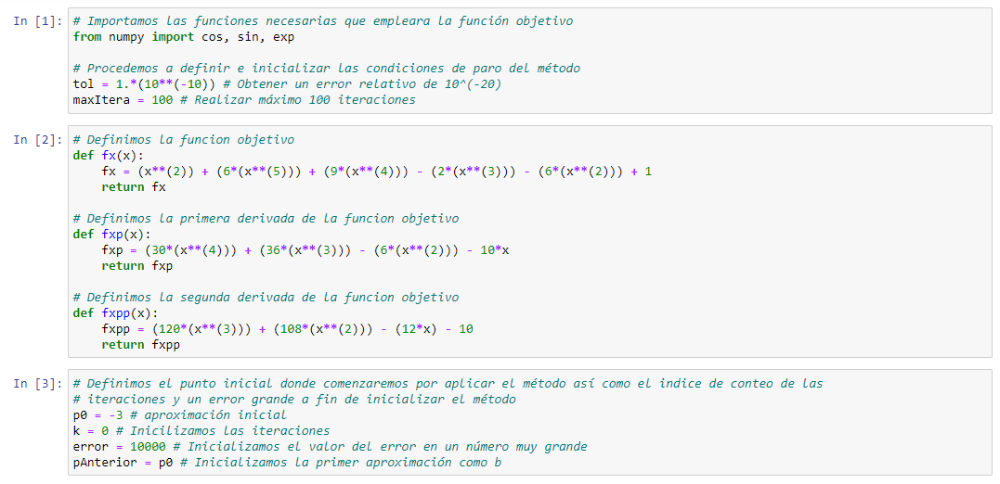 In [1]: # Importamos las funciones necesarias que empleara la función objetivo
from numpy import cos, sin, exp
# Procedemos a definir e inicializar las condiciones de paro del método
tol = 1.*(10**(-10)) # Obtener un error relativo de 10^(-20)
maxItera = 100 # Realizar máximo 100 iteraciones
In [2]: # Definimos la funcion objetivo
def fx(x):
    fx = (x**(2)) + (6*(x**(5))) + (9*(x**(4))) - (2*(x**(3))) - (6*(x**(2))) + 1
    return fx
# Definimos la primera derivada de la funcion objetivo
def fxp(x):
    fxp = (30*(x**(4))) + (36*(x**(3))) - (6*(x**(2))) - 10*x
    return fxp
# Definimos la segunda derivada de la funcion objetivo
def fxpp(x):
    fxpp = (120*(x**(3))) + (108*(x**(2))) - (12*x) - 10
    return fxpp
In [3]: # Definimos el punto inicial donde comenzaremos por aplicar el método así como el indice de conteo de las
# iteraciones y un error grande a fin de inicializar el método
p0 = -3 # aproximación inicial
k = 0 # Inicilizamos las iteraciones
error = 10000 # Inicializamos el valor del error en un número muy grande
pAnterior = p0 # Inicializamos la primer aproximación como b